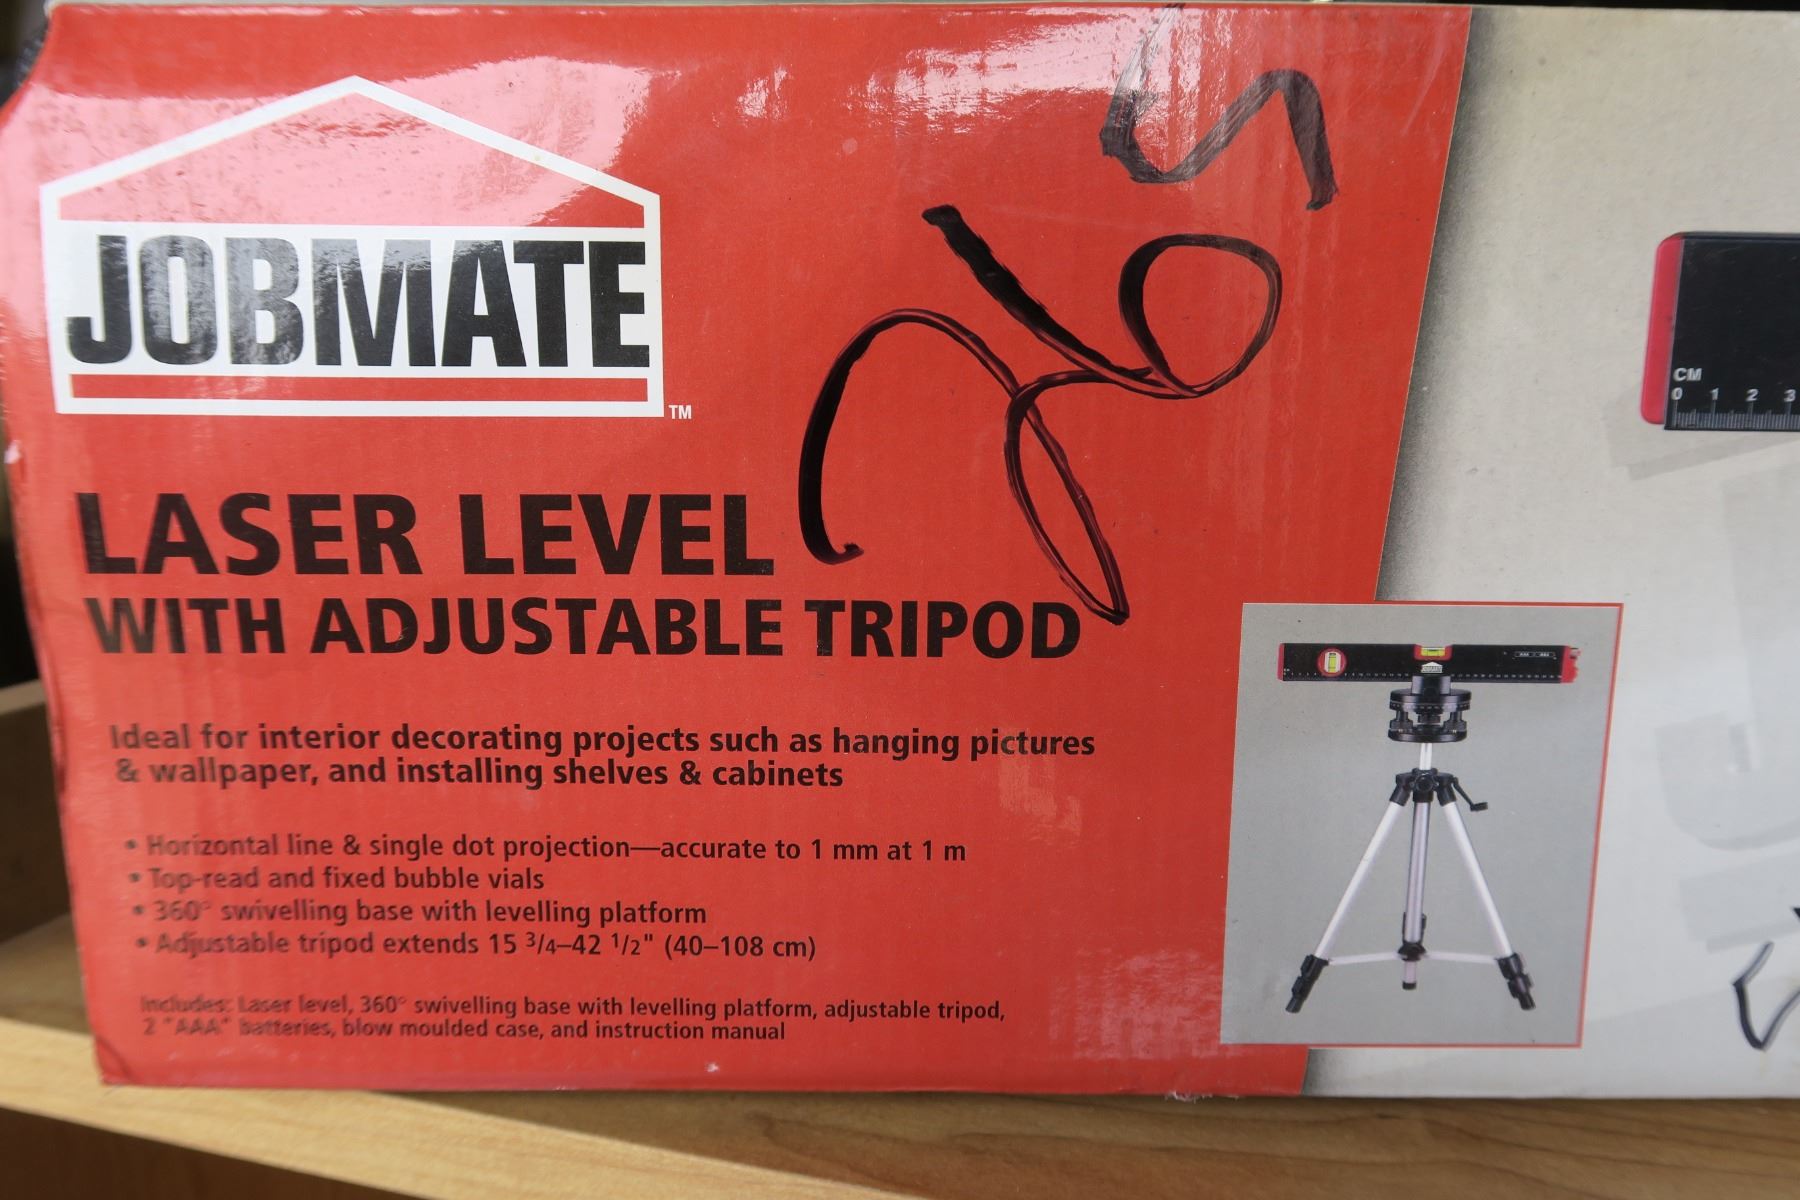 JOBMATE
TM
LASER LEVEL
WITH ADJUSTABLE TRIPOD
Ideal for interior decorating projects such as hanging pictures
& wallpaper, and installing shelves & cabinets
• Horizontal line & single dot projection—accurate to 1 mm at 1 m
• Top-read and fixed bubble vials
• 360° swivelling base with levelling platform
• Adjustable tripod extends 15 3/4–42 1/2" (40–108 cm)
Includes: Laser level, 360° swivelling base with levelling platform, adjustable tripod,
2 "AAA" batteries, blow moulded case, and instruction manual
CM
0 1 2 3